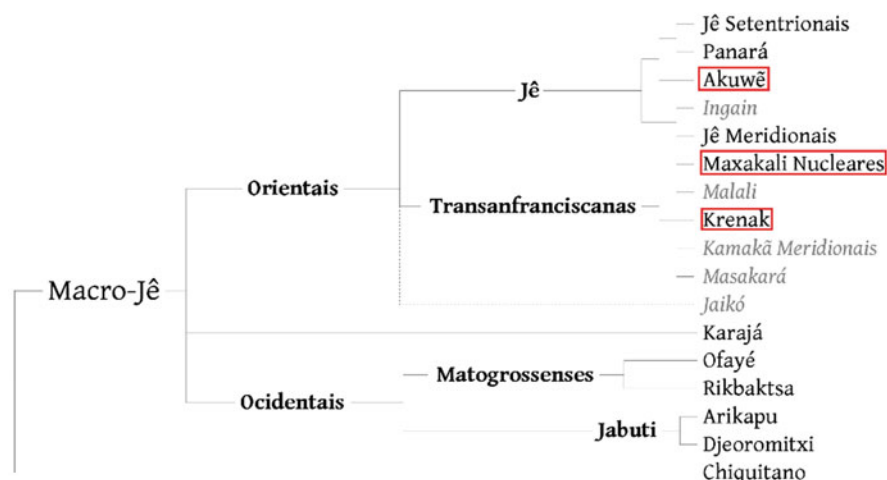 Jê Setentrionais
Panará
Akuwẽ
Jê
Ingain
Jê Meridionais
Maxakali Nucleares
Orientais
Malali
Transanfranciscanas
Krenak
Kamakã Meridionais
Masakará
Macro-Jê
Jaikó
Karajá
Ofayé
Matogrossenses
Rikbaktsa
Ocidentais
Arikapu
Jabuti
Djeoromitxi
Chiquitano